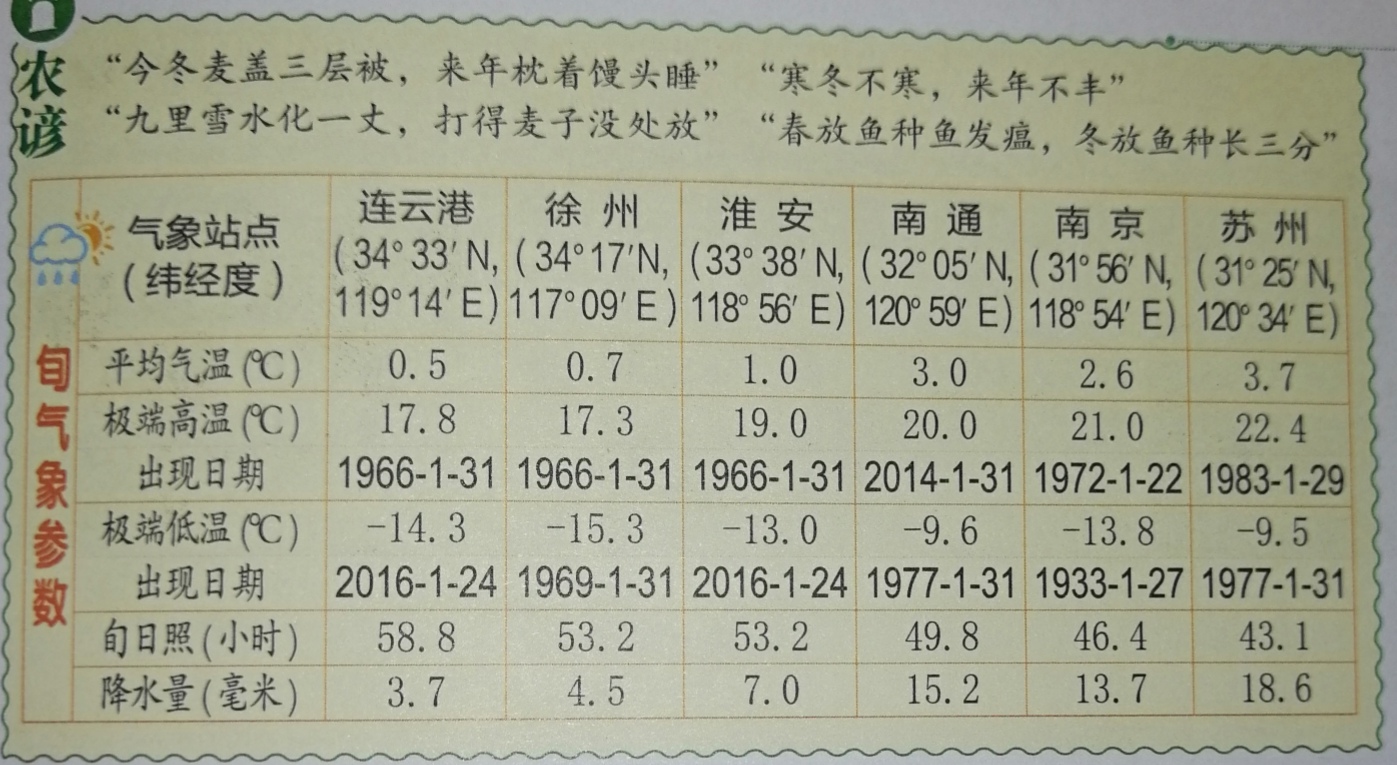 农谚
“今冬麦盖三层被，来年枕着馒头睡” “寒冬不寒，来年不丰”
“九里雪水化一丈，打得麦子没处放” “春放鱼种鱼发瘟，冬放鱼种长三分”
旬气象参数
气象站点 连云港 徐州 淮安 南通 南京 苏州
(纬经度) (34°33′N, (34°17′N, (33°38′N, (32°05′N, (31°56′N, (31°25′N,
119°14′E) 117°09′E) 118°56′E) 120°59′E) 118°54′E) 120°34′E)
平均气温(℃) 0.5 0.7 1.0 3.0 2.6 3.7
极端高温(℃) 17.8 17.3 19.0 20.0 21.0 22.4
出现日期 1966-1-31 1966-1-31 1966-1-31 2014-1-31 1972-1-22 1983-1-29
极端低温(℃) -14.3 -15.3 -13.0 -9.6 -13.8 -9.5
出现日期 2016-1-24 1969-1-31 2016-1-24 1977-1-31 1933-1-27 1977-1-31
旬日照(小时) 58.8 53.2 53.2 49.8 46.4 43.1
降水量(毫米) 3.7 4.5 7.0 15.2 13.7 18.6